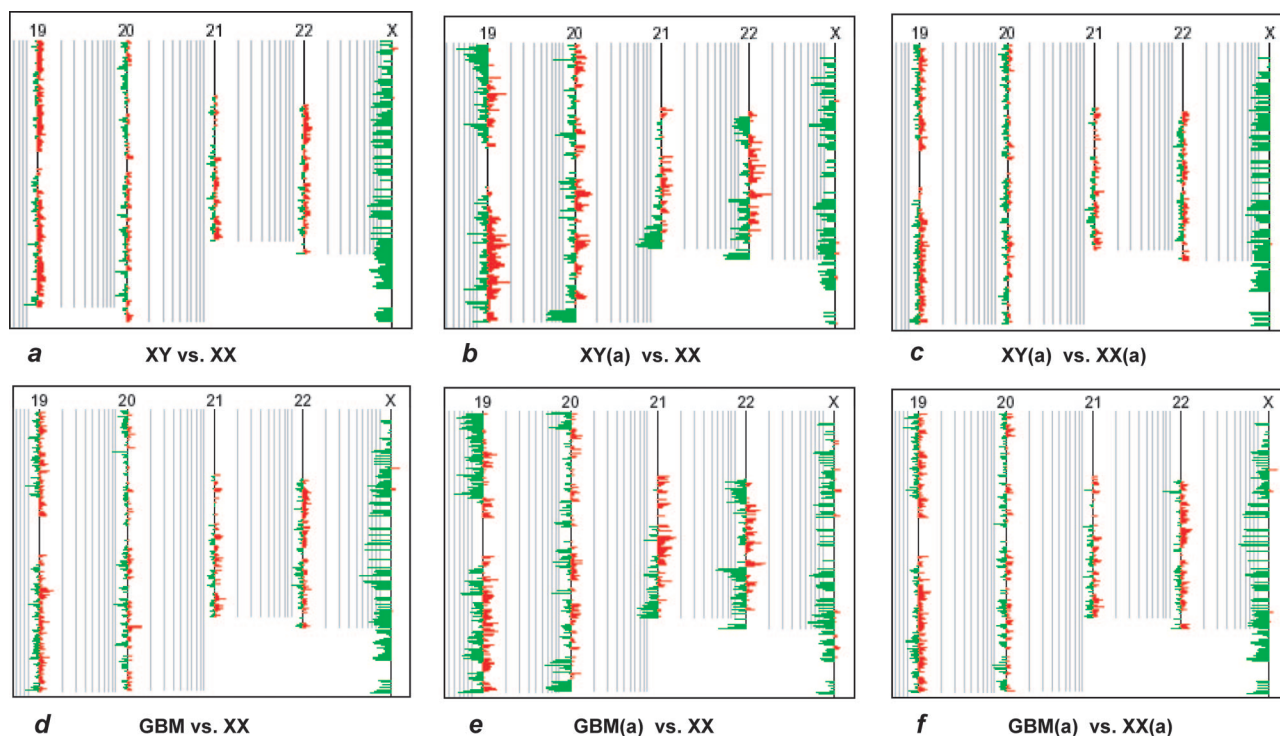 19 20 21 22 X
19 20 21 22 X
19 20 21 22 X
a XY vs. XX
b XY(a) vs. XX
c XY(a) vs. XX(a)
19 20 21 22 X
19 20 21 22 X
19 20 21 22 X
d GBM vs. XX
e GBM(a) vs. XX
f GBM(a) vs. XX(a)